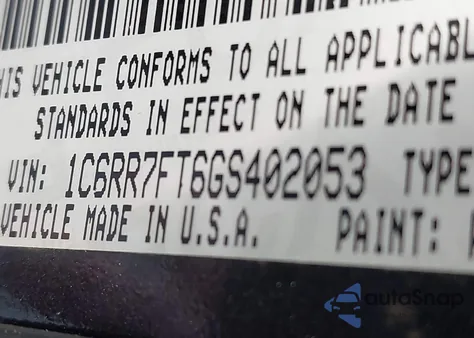 HIS VEHICLE CONFORMS TO ALL APPLICABL
STANDARDS IN EFFECT ON THE DATE
VIN: 1C6RR7FT6GS402053 TYPE
VEHICLE MADE IN U.S.A. PAINT:
autoSnap